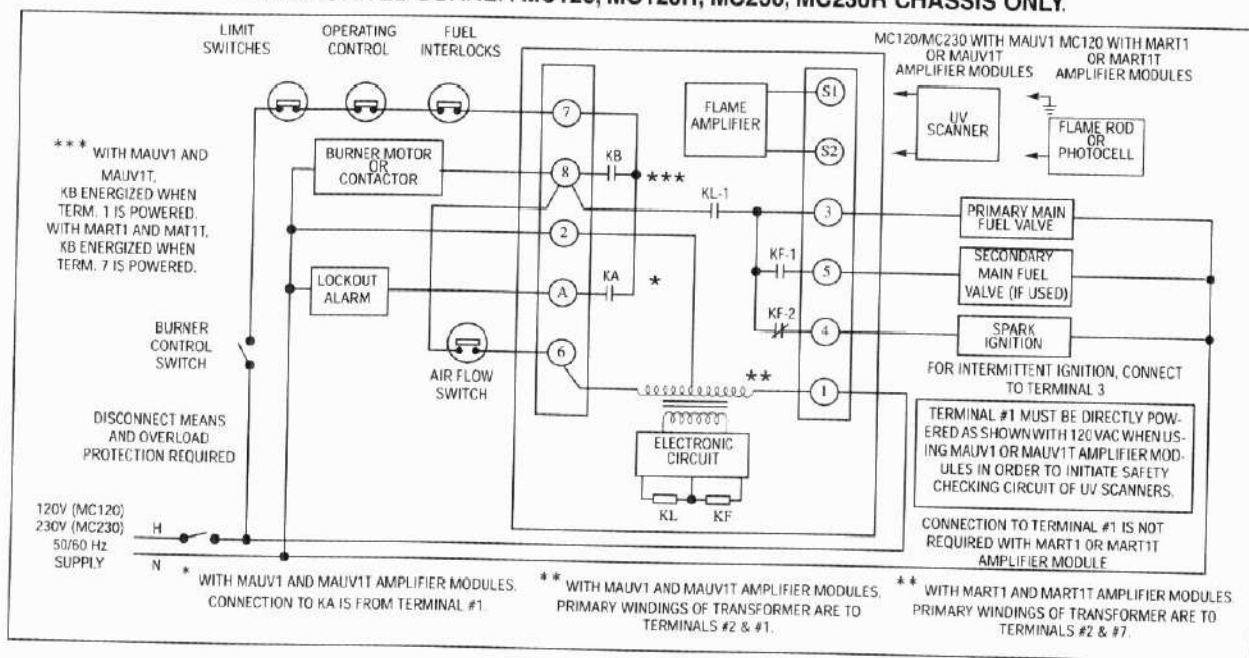 MC120, MC120H, MC230, MC230R CHASSIS ONLY.
LIMIT
SWITCHES
OPERATING
CONTROL
FUEL
INTERLOCKS
MC120/MC230 WITH MAUV1
OR MAUV1T
AMPLIFIER MODULES
MC120 WITH MART1
OR MART1T
AMPLIFIER MODULES
7
8
2
A
6
FLAME
AMPLIFIER
S1
S2
UV
SCANNER
FLAME ROD
OR
PHOTOCELL
*** WITH MAUV1 AND
MAUV1T,
KB ENERGIZED WHEN
TERM. 1 IS POWERED.
WITH MART1 AND MAT1T,
KB ENERGIZED WHEN
TERM. 7 IS POWERED.
BURNER MOTOR
OR
CONTACTOR
KB
***
KL-1
3
PRIMARY MAIN
FUEL VALVE
KF-1
5
SECONDARY
MAIN FUEL
VALVE (IF USED)
LOCKOUT
ALARM
KA
*
KF-2
4
SPARK
IGNITION
BURNER
CONTROL
SWITCH
AIR FLOW
SWITCH
**
1
FOR INTERMITTENT IGNITION, CONNECT
TO TERMINAL 3
DISCONNECT MEANS
AND OVERLOAD
PROTECTION REQUIRED
ELECTRONIC
CIRCUIT
KL
KF
TERMINAL #1 MUST BE DIRECTLY POW-
ERED AS SHOWN WITH 120 VAC WHEN US-
ING MAUV1 OR MAUV1T AMPLIFIER MOD-
ULES IN ORDER TO INITIATE SAFETY
CHECKING CIRCUIT OF UV SCANNERS.
120V (MC120)
230V (MC230)
50/60 Hz
SUPPLY
H
N
CONNECTION TO TERMINAL #1 IS NOT
REQUIRED WITH MART1 OR MART1T
AMPLIFIER MODULE
* WITH MAUV1 AND MAUV1T AMPLIFIER MODULES.
CONNECTION TO KA IS FROM TERMINAL #1.
** WITH MAUV1 AND MAUV1T AMPLIFIER MODULES,
PRIMARY WINDINGS OF TRANSFORMER ARE TO
TERMINALS #2 & #1.
** WITH MART1 AND MART1T AMPLIFIER MODULES
PRIMARY WINDINGS OF TRANSFORMER ARE TO
TERMINALS #2 & #7.